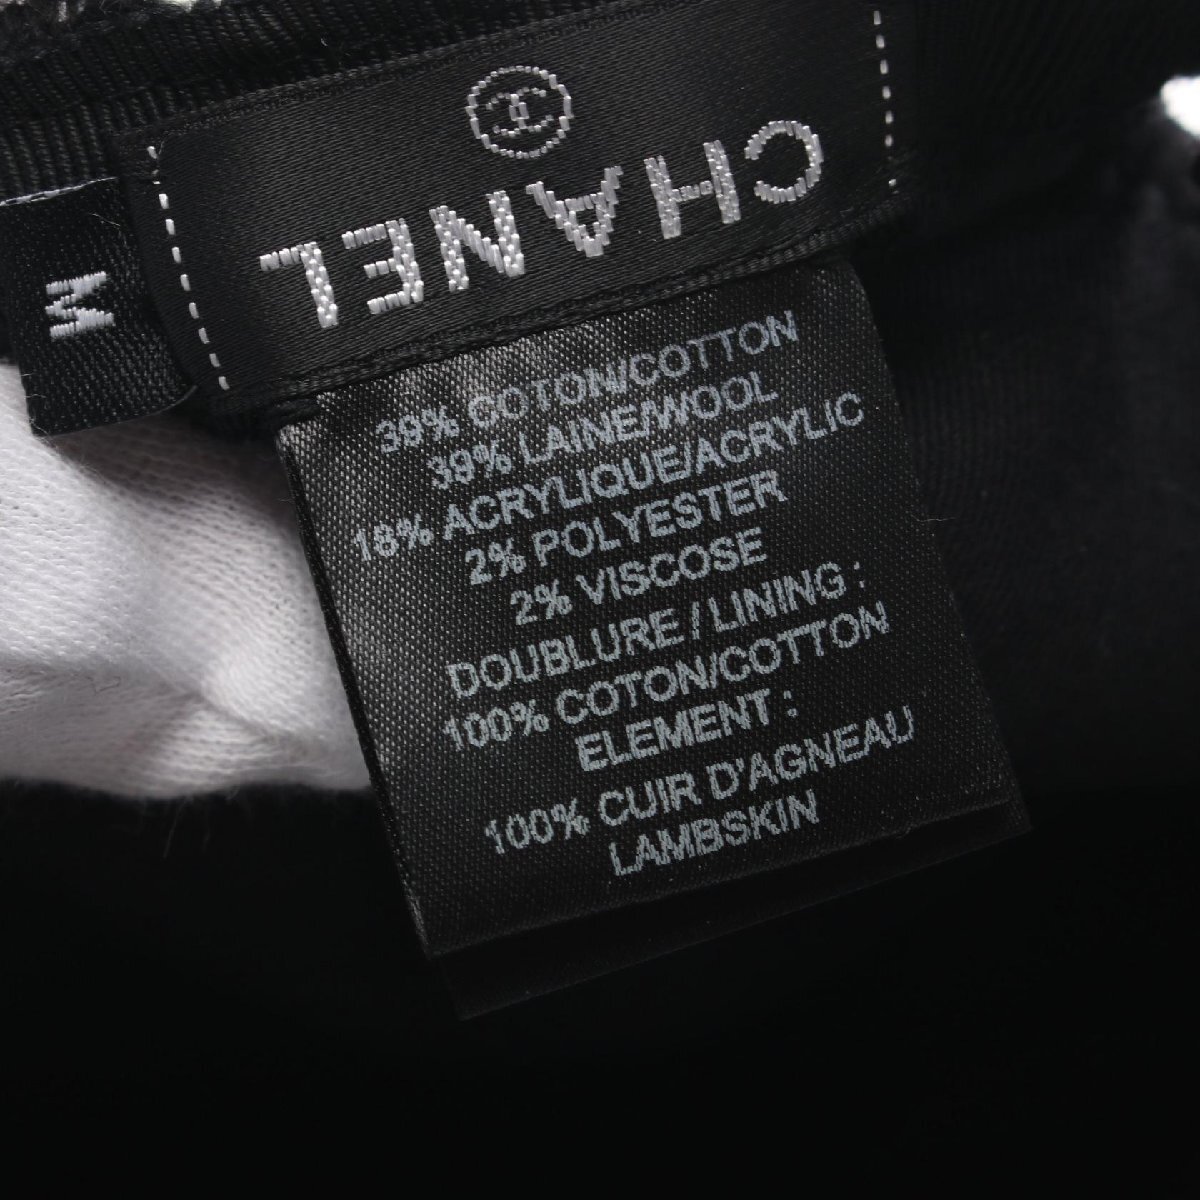 CHANEL
M
39% COTON/COTTON
39% LAINE/WOOL
18% ACRYLIQUE/ACRYLIC
2% POLYESTER
2% VISCOSE
DOUBLURE / LINING :
100% COTON/COTTON
ELEMENT :
100% CUIR D'AGNEAU
LAMBSKIN